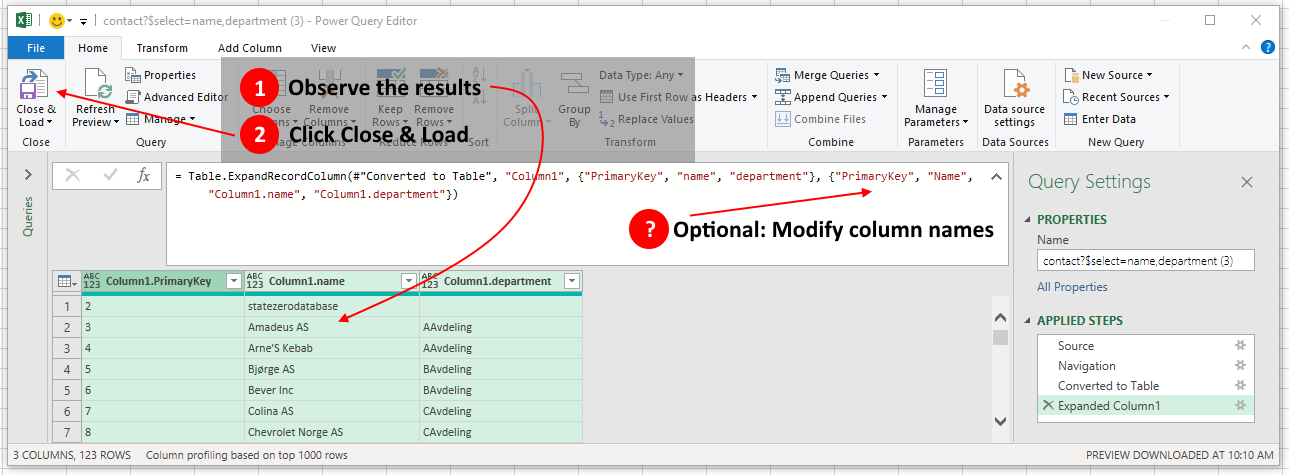 contact?$select=name,department (3) - Power Query Editor
File Home Transform Add Column View
1 Observe the results
2 Click Close & Load
Close & Load
Close
Refresh Preview
Properties
Advanced Editor
Manage
Query
Choose Columns
Remove Columns
Manage Columns
Keep Rows
Remove Rows
Reduce Rows
Sort
Split Column
Group By
Data Type: Any
Use First Row as Headers
Replace Values
Transform
Merge Queries
Append Queries
Combine Files
Combine
Manage Parameters
Parameters
Data source settings
Data Sources
New Source
Recent Sources
Enter Data
New Query
Queries
fx
= Table.ExpandRecordColumn(#"Converted to Table", "Column1", {"PrimaryKey", "name", "department"}, {"PrimaryKey", "Name",
"Column1.name", "Column1.department"})
? Optional: Modify column names
ABC 123 Column1.PrimaryKey ABC 123 Column1.name ABC 123 Column1.department
1 2 statezerodatabase
2 3 Amadeus AS AAvdeling
3 4 Arne'S Kebab AAvdeling
4 5 Bjørge AS BAvdeling
5 6 Bever Inc BAvdeling
6 7 Colina AS CAvdeling
7 8 Chevrolet Norge AS CAvdeling
Query Settings
PROPERTIES
Name
contact?$select=name,department (3)
All Properties
APPLIED STEPS
Source
Navigation
Converted to Table
Expanded Column1
3 COLUMNS, 123 ROWS Column profiling based on top 1000 rows PREVIEW DOWNLOADED AT 10:10 AM